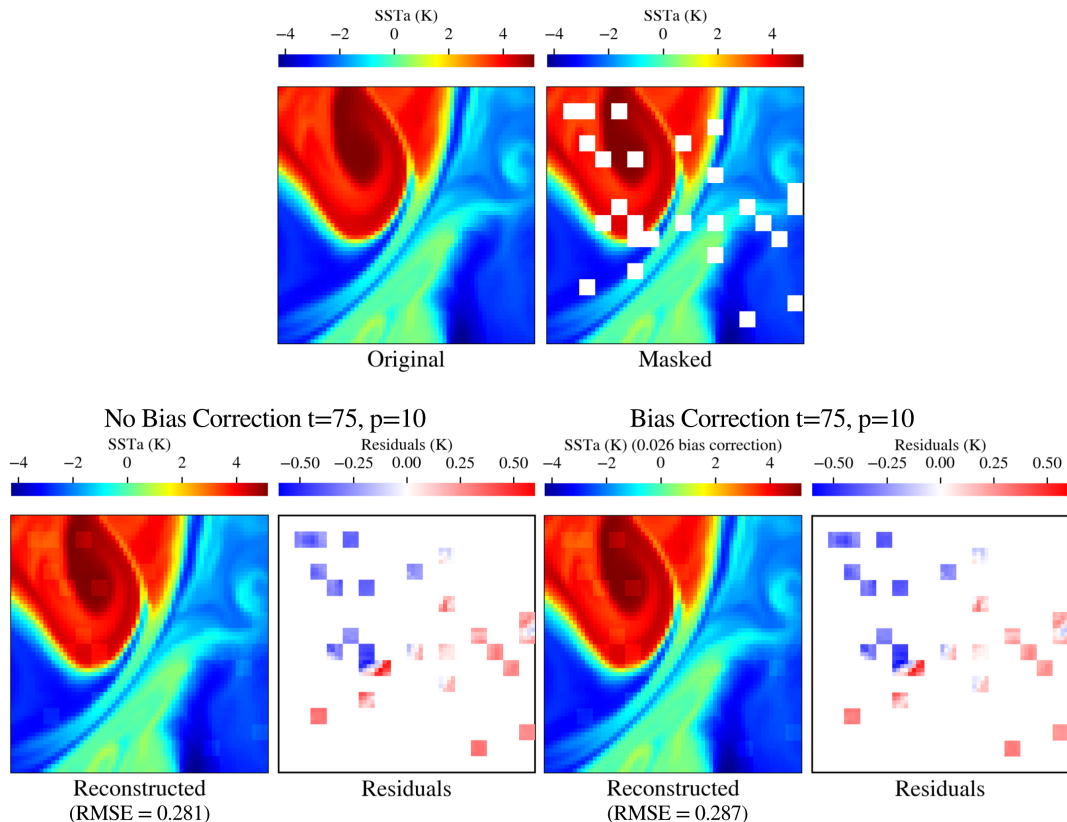 SSTa (K)
SSTa (K)
−4 −2 0 2 4
−4 −2 0 2 4
Original
Masked
No Bias Correction t=75, p=10
Bias Correction t=75, p=10
SSTa (K)
Residuals (K)
SSTa (K) (0.026 bias correction)
Residuals (K)
−4 −2 0 2 4
−0.50 −0.25 0.00 0.25 0.50
−4 −2 0 2 4
−0.50 −0.25 0.00 0.25 0.50
Reconstructed
(RMSE = 0.281)
Residuals
Reconstructed
(RMSE = 0.287)
Residuals